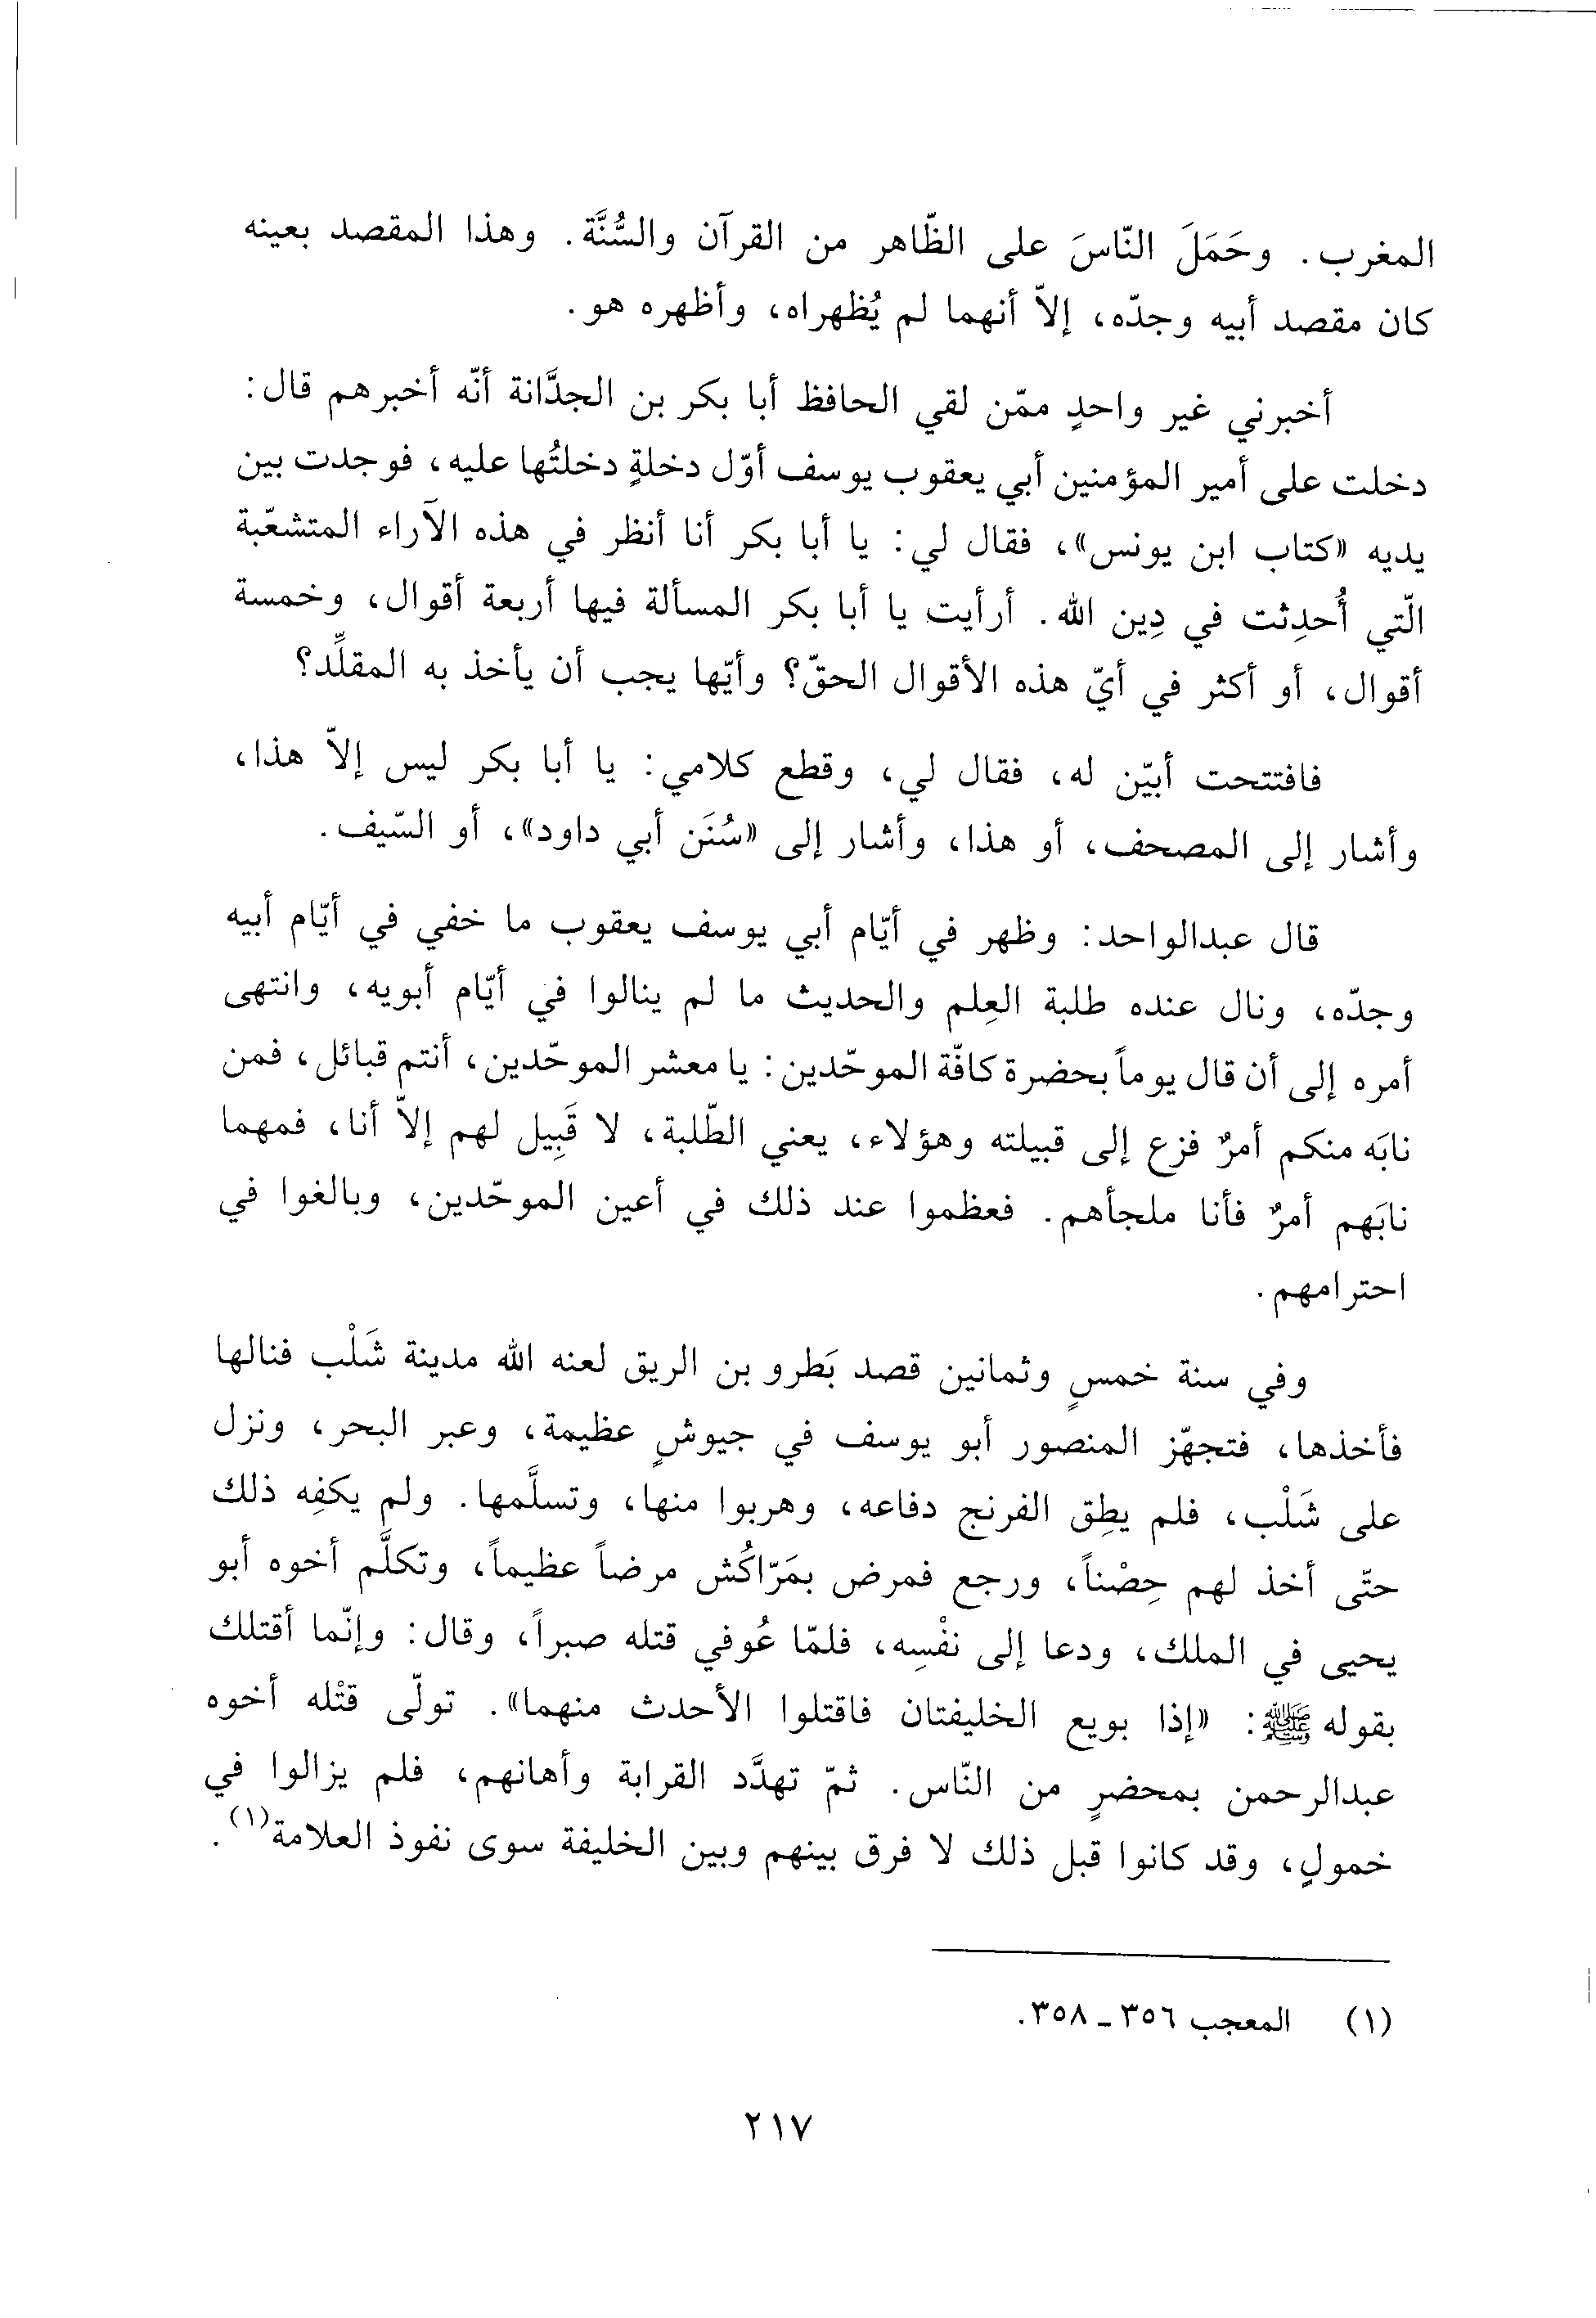 المغرب. وحَمَلَ النّاسَ على الظّاهر من القرآن والسُّنَّة. وهذا المقصد بعينه
كان مقصد أبيه وجدّه، إلاّ أنهما لم يُظهراه، وأظهره هو.
أخبرني غير واحدٍ ممّن لقي الحافظ أبا بكر بن الجدَّانة أنّه أخبرهم قال:
دخلت على أمير المؤمنين أبي يعقوب يوسف أوّل دخلةٍ دخلتُها عليه، فوجدت بين
يديه «كتاب ابن يونس»، فقال لي: يا أبا بكر أنا أنظر في هذه الآراء المتشعّبة
الّتي أُحدِثت في دِين الله. أرأيت يا أبا بكر المسألة فيها أربعة أقوال، وخمسة
أقوال، أو أكثر في أيّ هذه الأقوال الحقّ؟ وأيّها يجب أن يأخذ به المقلِّد؟
فافتتحت أبيّن له، فقال لي، وقطع كلامي: يا أبا بكر ليس إلاّ هذا،
وأشار إلى المصحف، أو هذا، وأشار إلى «سُنَن أبي داود»، أو السّيف.
قال عبدالواحد: وظهر في أيّام أبي يوسف يعقوب ما خفي في أيّام أبيه
وجدّه، ونال عنده طلبة العِلم والحديث ما لم ينالوا في أيّام أبويه، وانتهى
أمره إلى أن قال يوماً بحضرة كافّة الموحّدين: يا معشر الموحّدين، أنتم قبائل، فمن
نابَه منكم أمرٌ فزع إلى قبيلته وهؤلاء، يعني الطّلبة، لا قَبِيل لهم إلاّ أنا، فمهما
نابَهم أمرٌ فأنا ملجأهم. فعظموا عند ذلك في أعين الموحّدين، وبالغوا في
احترامهم.
وفي سنة خمسٍ وثمانين قصد بَطرو بن الريق لعنه الله مدينة شَلْب فنالها
فأخذها، فتجهّز المنصور أبو يوسف في جيوشٍ عظيمة، وعبر البحر، ونزل
على شَلْب، فلم يطِق الفرنج دفاعه، وهربوا منها، وتسلَّمها. ولم يكفِه ذلك
حتّى أخذ لهم حِصْناً، ورجع فمرض بمَرّاكُش مرضاً عظيماً، وتكلَّم أخوه أبو
يحيى في الملك، ودعا إلى نفْسِه، فلمّا عُوفي قتله صبراً، وقال: وإنّما أقتلك
بقوله ﷺ: «إذا بويع الخليفتان فاقتلوا الأحدث منهما». تولّى قتْله أخوه
عبدالرحمن بمحضرٍ من النّاس. ثمّ تهدَّد القرابة وأهانهم، فلم يزالوا في
خمولٍ، وقد كانوا قبل ذلك لا فرق بينهم وبين الخليفة سوى نفوذ العلامة(١).
(١) المعجب ٣٥٦ ـ ٣٥٨.
٢١٧